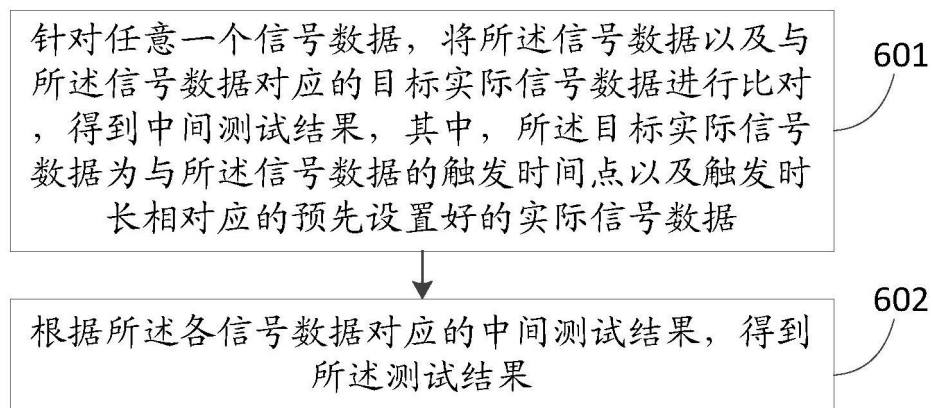 针对任意一个信号数据，将所述信号数据以及与
所述信号数据对应的目标实际信号数据进行比对
，得到中间测试结果，其中，所述目标实际信号
数据为与所述信号数据的触发时间点以及触发时
长相对应的预先设置好的实际信号数据
601
根据所述各信号数据对应的中间测试结果，得到
所述测试结果
602